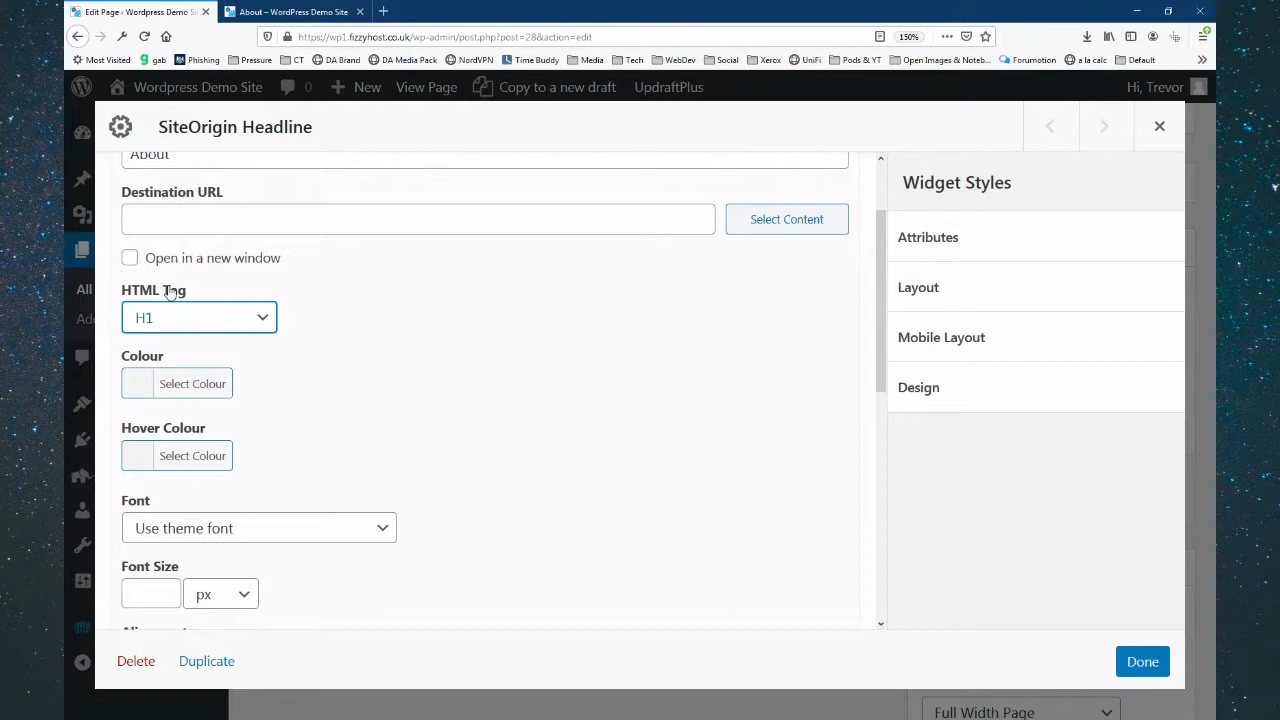 Edit Page ‹ WordPress Demo Si
About – WordPress Demo Site
https://wp1.fizzyhost.co.uk/wp-admin/post.php?post=28&action=edit
150%
Most Visited
gab
Phishing
Pressure
CT
DA Brand
DA Media Pack
NordVPN
Time Buddy
Media
Tech
WebDev
Social
Xerox
UniFi
Pods & YT
Open Images & Noteb...
Forumotion
a la calc
Default
Wordpress Demo Site
0
New
View Page
Copy to a new draft
UpdraftPlus
Hi, Trevor
SiteOrigin Headline
About
Widget Styles
Destination URL
Select Content
Attributes
Open in a new window
All
Layout
HTML Tag
H1
Mobile Layout
Colour
Select Colour
Design
Hover Colour
Select Colour
Font
Use theme font
Font Size
px
Delete
Duplicate
Done
Full Width Page